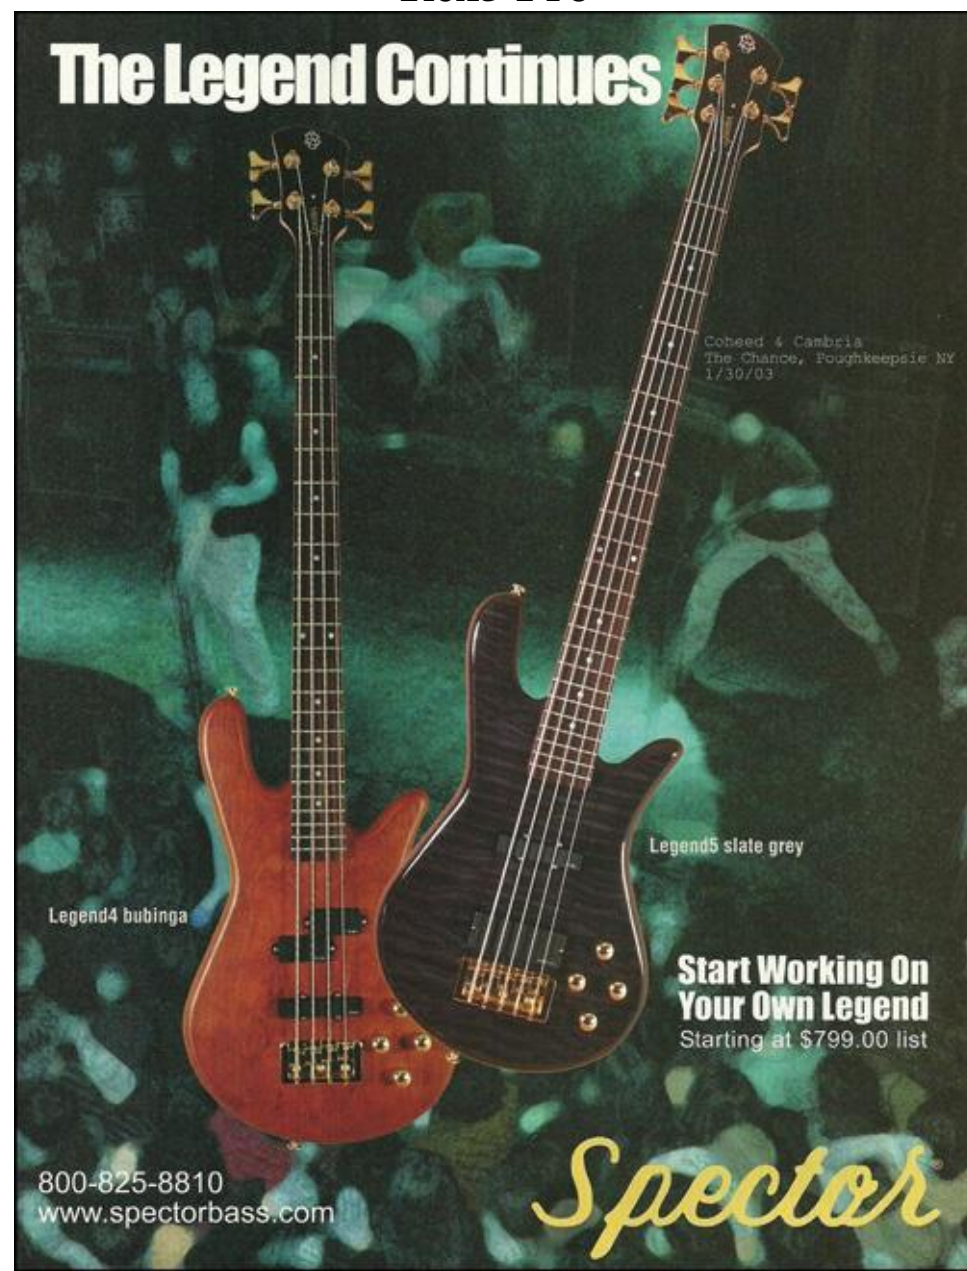 The Legend Continues
Coheed & Cambria
The Chance, Poughkeepsie NY
1/30/03
Legend5 slate grey
Legend4 bubinga
Start Working On
Your Own Legend
Starting at $799.00 list
800-825-8810
www.spectorbass.com
Spector